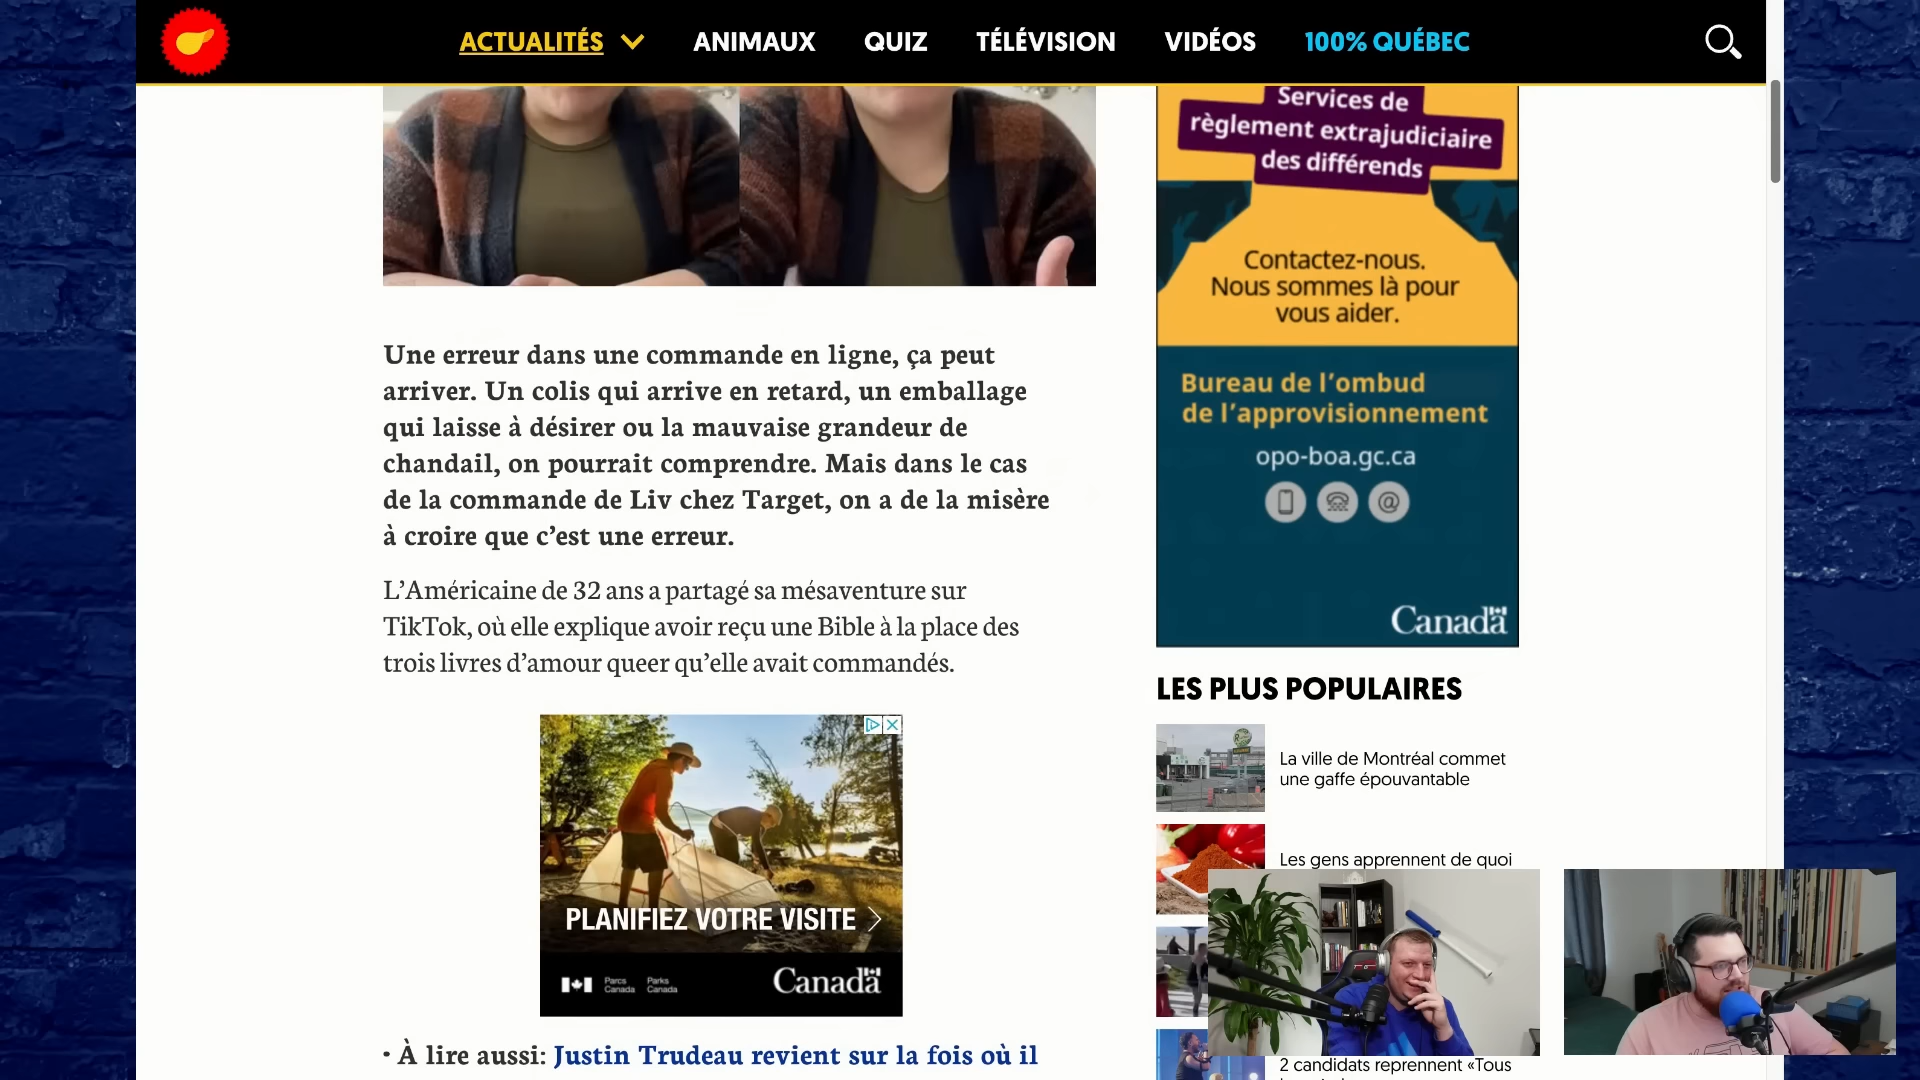 ACTUALITÉS
ANIMAUX
QUIZ
TÉLÉVISION
VIDÉOS
100% QUÉBEC
Une erreur dans une commande en ligne, ça peut
arriver. Un colis qui arrive en retard, un emballage
qui laisse à désirer ou la mauvaise grandeur de
chandail, on pourrait comprendre. Mais dans le cas
de la commande de Liv chez Target, on a de la misère
à croire que c’est une erreur.
L’Américaine de 32 ans a partagé sa mésaventure sur
TikTok, où elle explique avoir reçu une Bible à la place des
trois livres d’amour queer qu’elle avait commandés.
PLANIFIEZ VOTRE VISITE
Parcs Parks
Canada Canada
Canada
• À lire aussi: Justin Trudeau revient sur la fois où il
Services de
règlement extrajudiciaire
des différends
Contactez-nous.
Nous sommes là pour
vous aider.
Bureau de l’ombud
de l’approvisionnement
opo-boa.gc.ca
Canada
LES PLUS POPULAIRES
La ville de Montréal commet
une gaffe épouvantable
Les gens apprennent de quoi
2 candidats reprennent «Tous